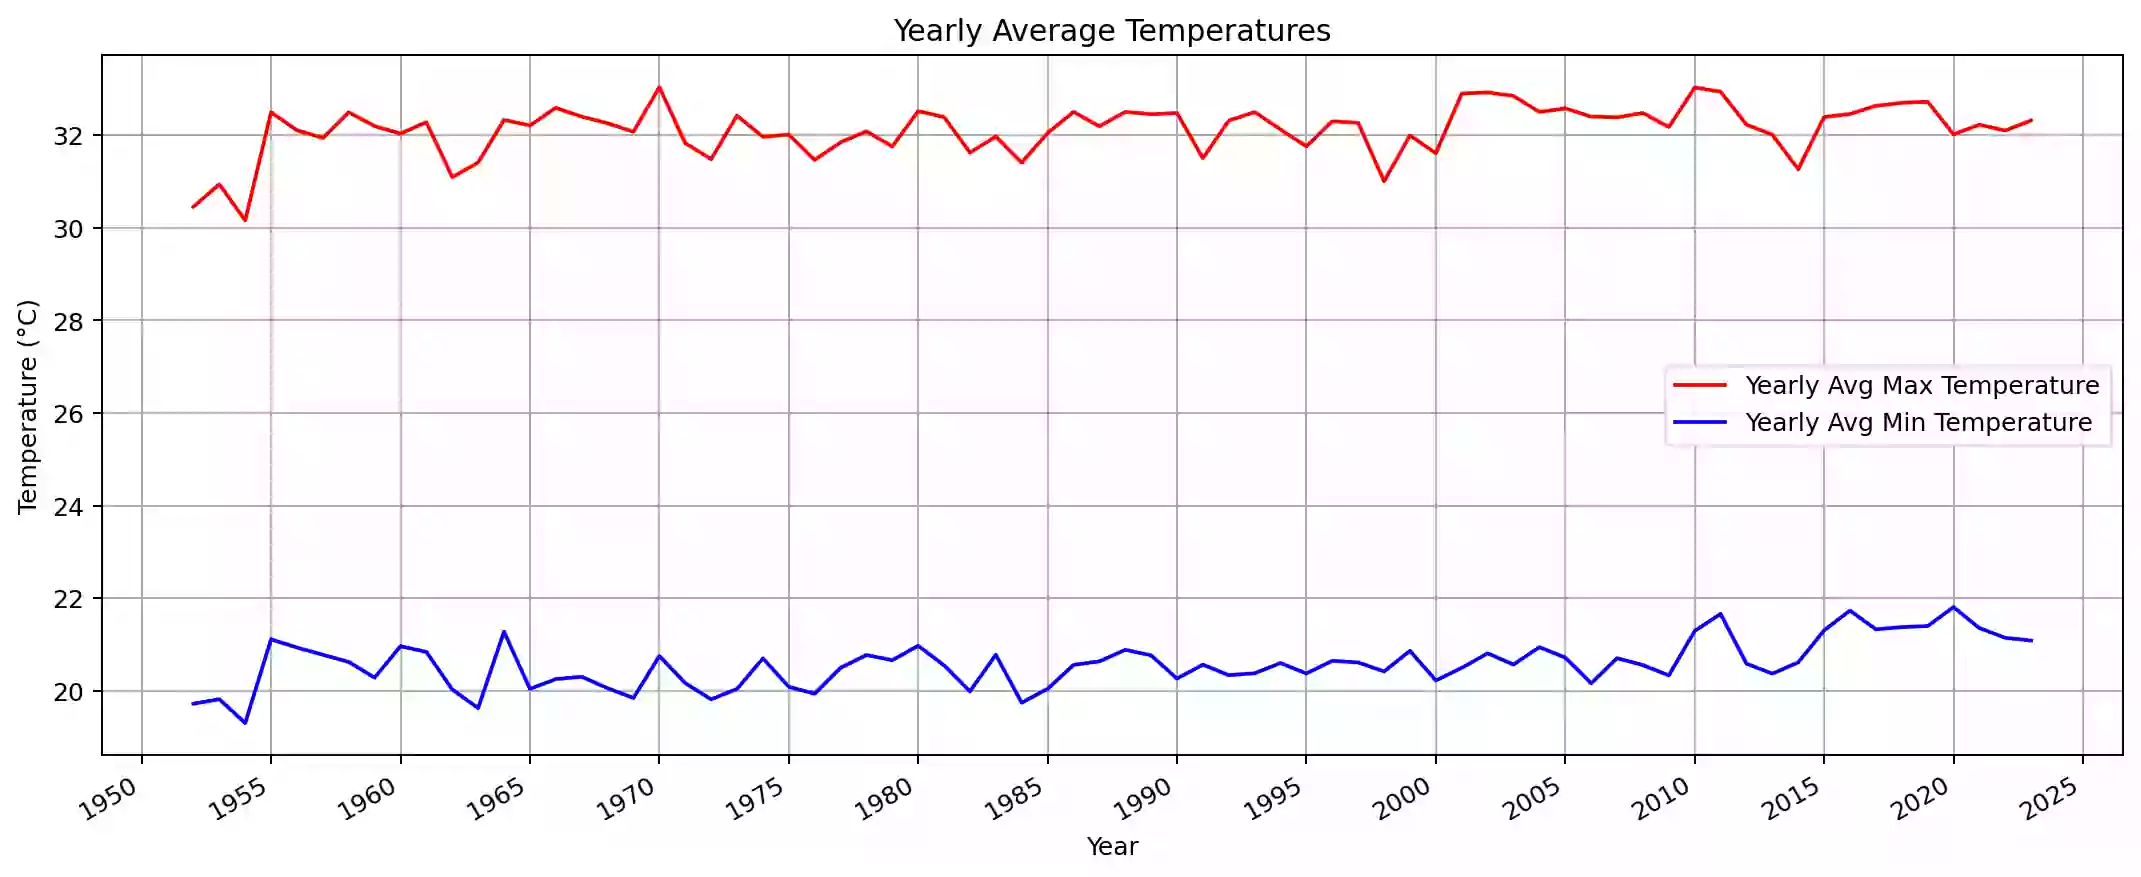 Yearly Average Temperatures
Temperature (°C)
32
30
28
26
24
22
20
Yearly Avg Max Temperature
Yearly Avg Min Temperature
1950 1955 1960 1965 1970 1975 1980 1985 1990 1995 2000 2005 2010 2015 2020 2025
Year